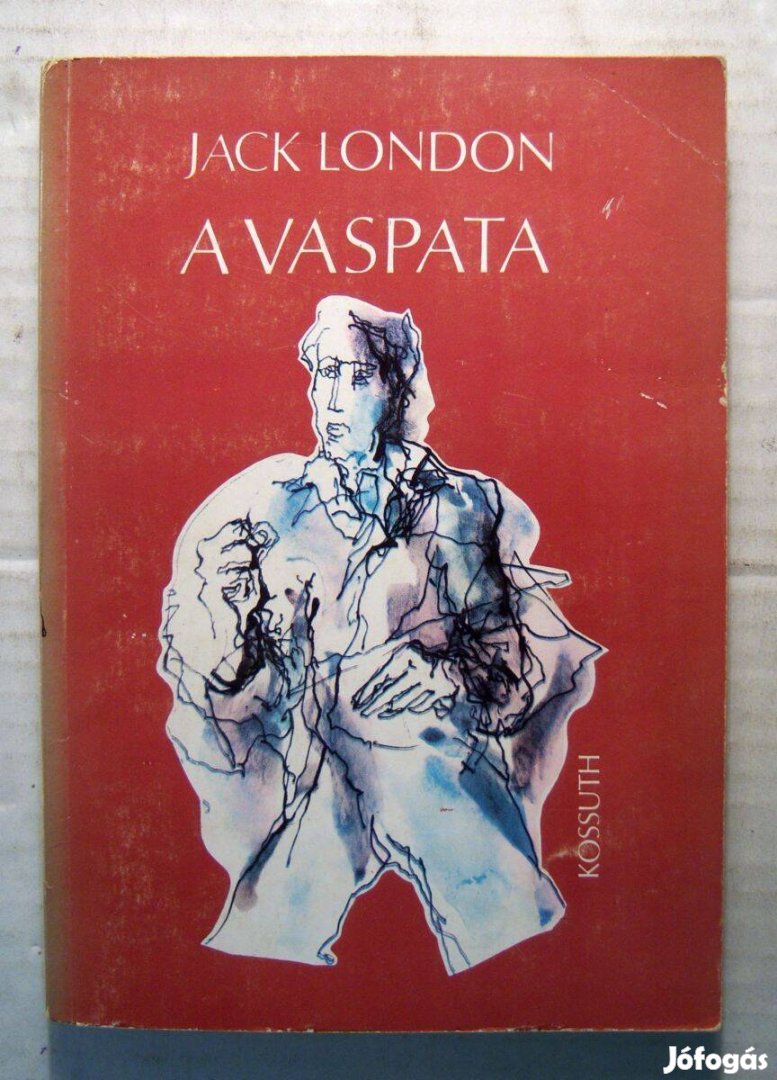 JACK LONDON
A VASPATA
KOSSUTH
Jófogás